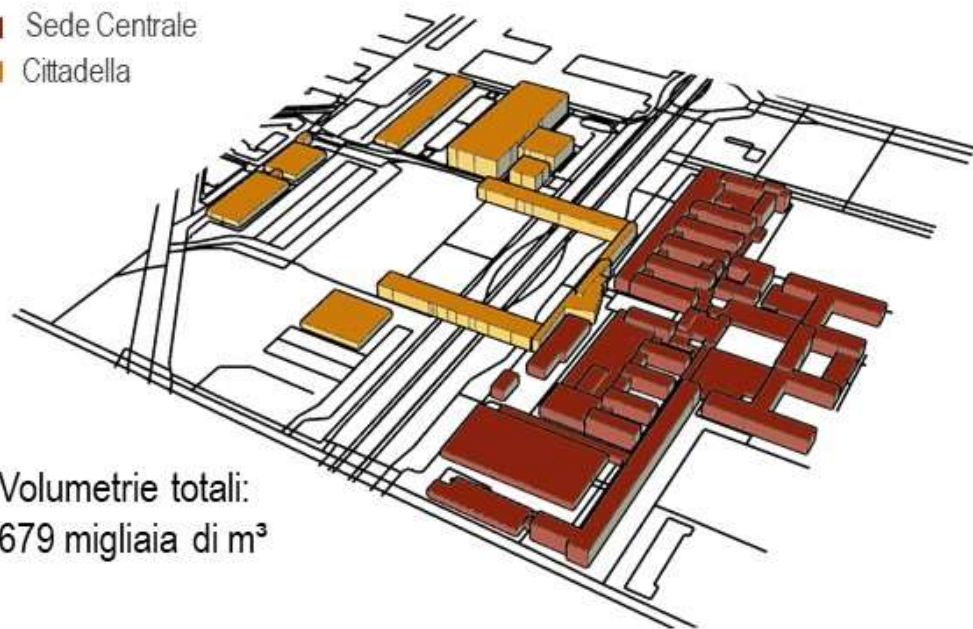 Sede Centrale
Cittadella
Volumetrie totali:
679 migliaia di m³